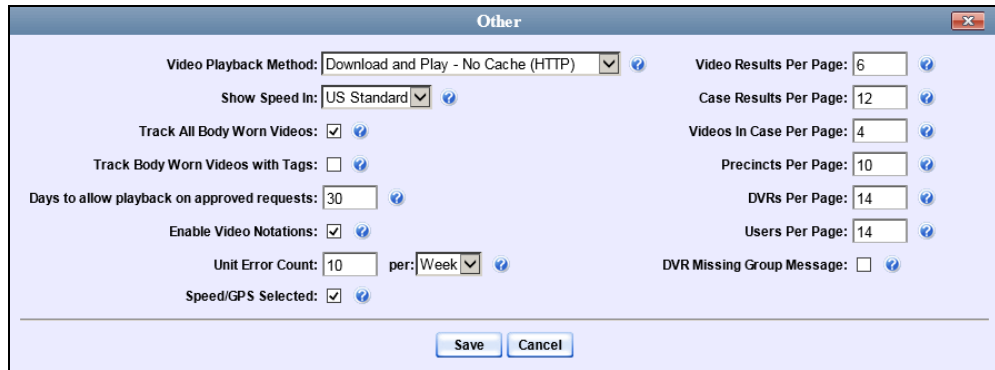 Other
Video Playback Method: Download and Play - No Cache (HTTP)
Show Speed In: US Standard
Track All Body Worn Videos:
Track Body Worn Videos with Tags:
Days to allow playback on approved requests: 30
Enable Video Notations:
Unit Error Count: 10 per: Week
Speed/GPS Selected:
Video Results Per Page: 6
Case Results Per Page: 12
Videos In Case Per Page: 4
Precincts Per Page: 10
DVRs Per Page: 14
Users Per Page: 14
DVR Missing Group Message:
Save Cancel